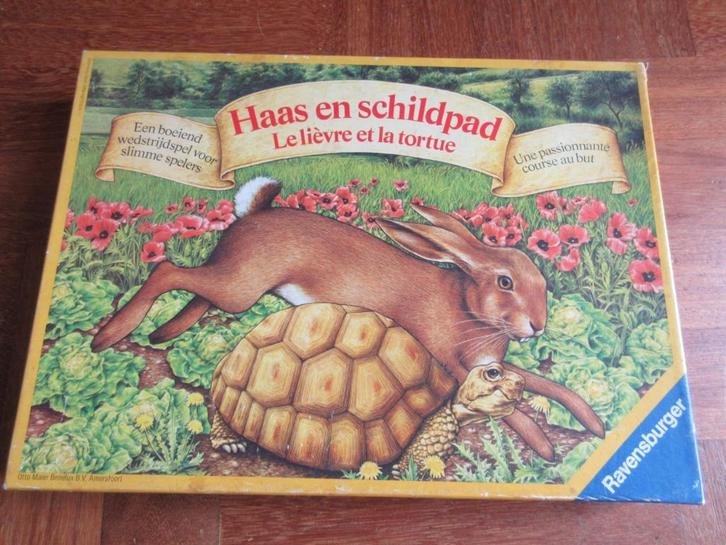 Haas en schildpad
Le lièvre et la tortue
Een boeiend
wedstrijdspel voor
slimme spelers
Une passionnante
course au but
Otto Maier Benelux B.V. Amersfoort
Ravensburger